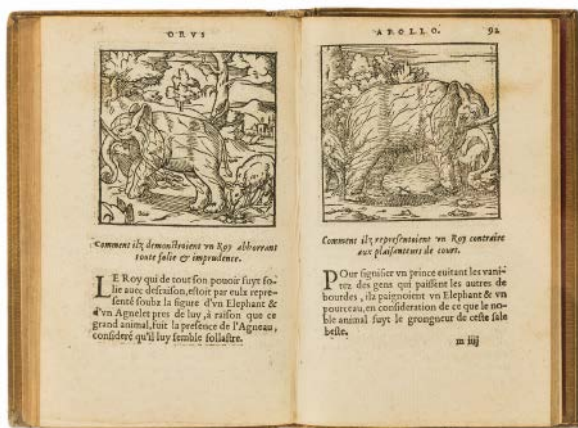 ORVS
Comment ilz demonstroient vn Roy abhorrant
toute folie & imprudence.
LE Roy qui de tout son pouoir fuyt fo-
lie auec desraison, estoit par eulx repre-
senté soubz la figure d'vn Elephant &
d'vn Agnelet pres de luy, à raison que ce
grand animal, fuit la presence de l'Agneau,
consideré qu'il luy semble follastre.
APOLLO. 92
Comment ilz representoient vn Roy contraire
aux plaisanteurs de court.
POur signifier vn prince euitant les vani-
tez des gens qui paissent les autres de
bourdes, ilz paignoient vn Elephant & vn
pourceau, en consideration de ce que le no-
ble animal fuyt le grongneur de ceste sale
beste.
m iiij